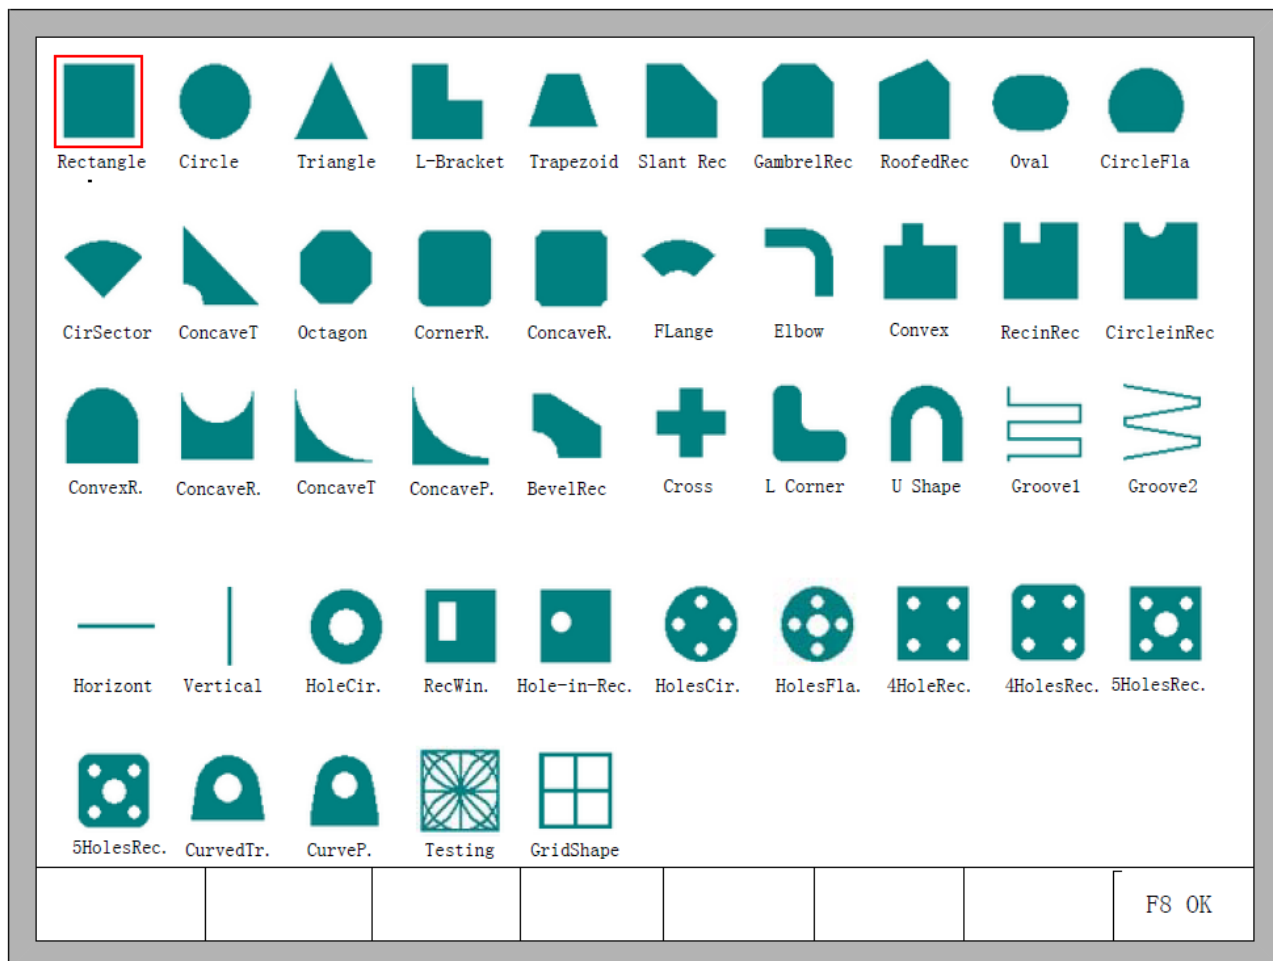 Rectangle Circle Triangle L-Bracket Trapezoid Slant Rec GambrelRec RoofedRec Oval CircleFla
CirSector ConcaveT Octagon CornerR. ConcaveR. FLange Elbow Convex RecinRec CircleinRec
ConvexR. ConcaveR. ConcaveT ConcaveP. BevelRec Cross L Corner U Shape Groove1 Groove2
Horizont Vertical HoleCir. RecWin. Hole-in-Rec. HolesCir. HolesFla. 4HoleRec. 4HolesRec. 5HolesRec.
5HolesRec. CurvedTr. CurveP. Testing GridShape
F8 OK